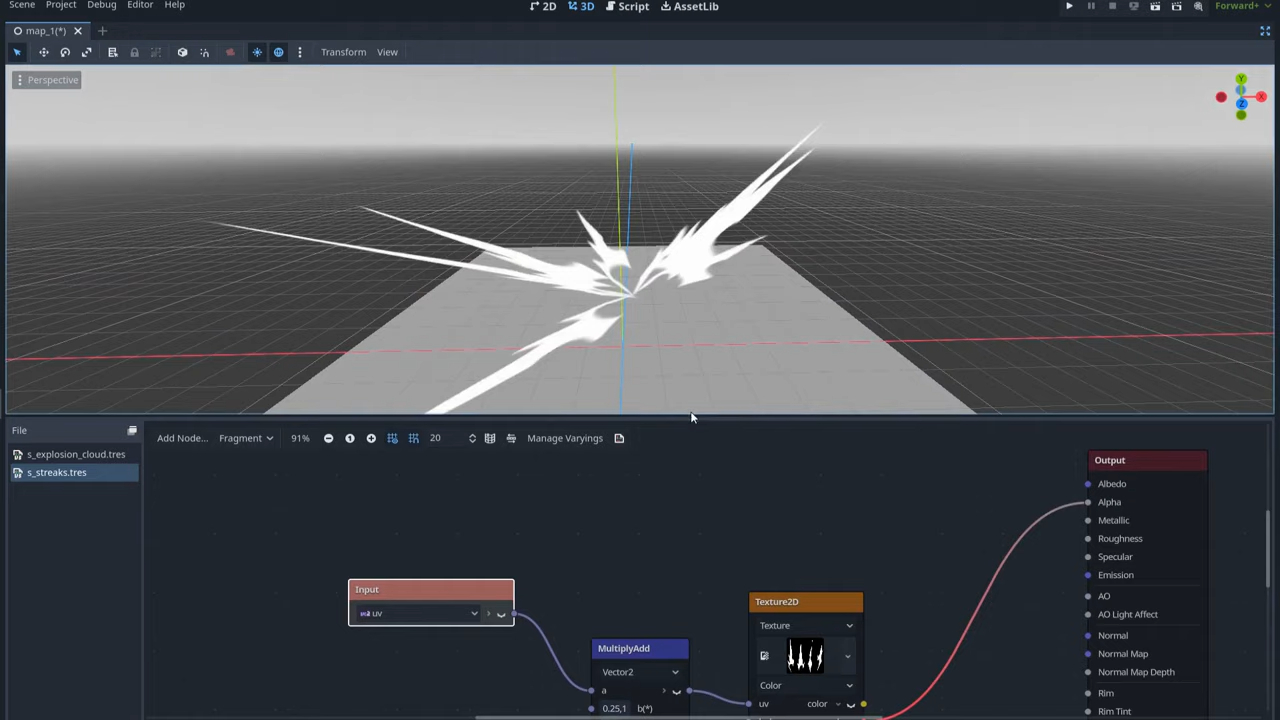 Scene Project Debug Editor Help 2D 3D Script AssetLib Forward+
map_1(*)
Transform View
Perspective
Y
X
Z
File
Add Node... Fragment 91% 20 Manage Varyings
s_explosion_cloud.tres
s_streaks.tres
Output
Albedo
Alpha
Metallic
Roughness
Specular
Emission
AO
AO Light Affect
Normal
Normal Map
Normal Map Depth
Rim
Rim Tint
Input
uv
MultiplyAdd
Vector2
a
0.25,1 b(*)
Texture2D
Texture
Color
uv color